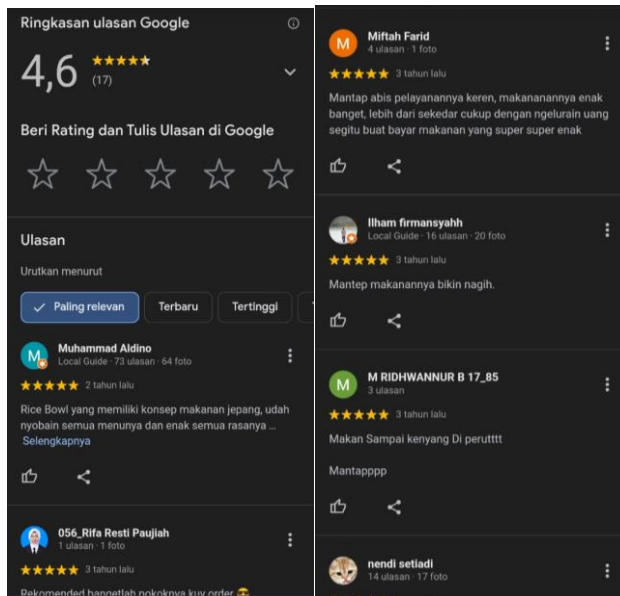 Ringkasan ulasan Google
4,6
(17)
Beri Rating dan Tulis Ulasan di Google
Ulasan
Urutkan menurut
Paling relevan
Terbaru
Tertinggi
M
Muhammad Aldino
Local Guide · 73 ulasan · 64 foto
2 tahun lalu
Rice Bowl yang memiliki konsep makanan jepang, udah
nyobain semua menunya dan enak semua rasanya ...
Selengkapnya
056_Rifa Resti Paujiah
1 ulasan · 1 foto
3 tahun lalu
Rekomended bangetlah pokoknya kuy order 😎
M
Miftah Farid
4 ulasan · 1 foto
3 tahun lalu
Mantap abis pelayanannya keren, makanananya enak
banget, lebih dari sekedar cukup dengan ngelurain uang
segitu buat bayar makanan yang super super enak
Ilham firmansyahh
Local Guide · 16 ulasan · 20 foto
3 tahun lalu
Mantep makanannya bikin nagih.
M
M RIDHWANNUR B 17_85
3 ulasan
3 tahun lalu
Makan Sampai kenyang Di perutttt
Mantapppp
nendi setiadi
14 ulasan · 17 foto